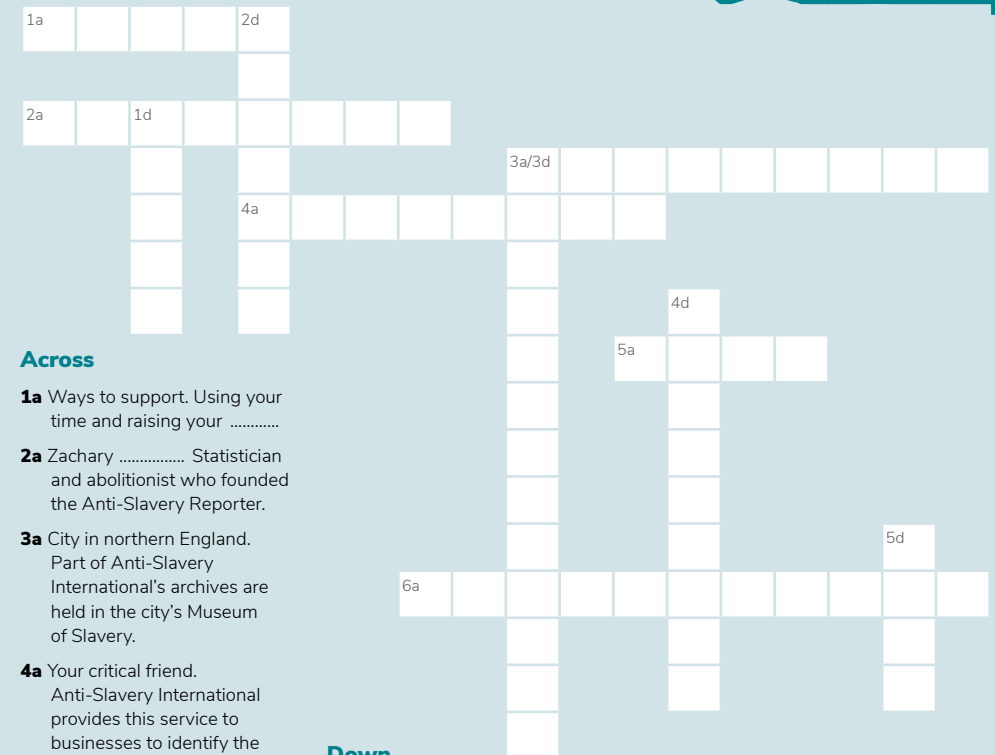 1a
2d
2a
1d
3a/3d
4a
4d
5a
5d
6a
Across
1a Ways to support. Using your
time and raising your ............
2a Zachary ................ Statistician
and abolitionist who founded
the Anti-Slavery Reporter.
3a City in northern England.
Part of Anti-Slavery
International's archives are
held in the city's Museum
of Slavery.
4a Your critical friend.
Anti-Slavery International
provides this service to
businesses to identify the
Down